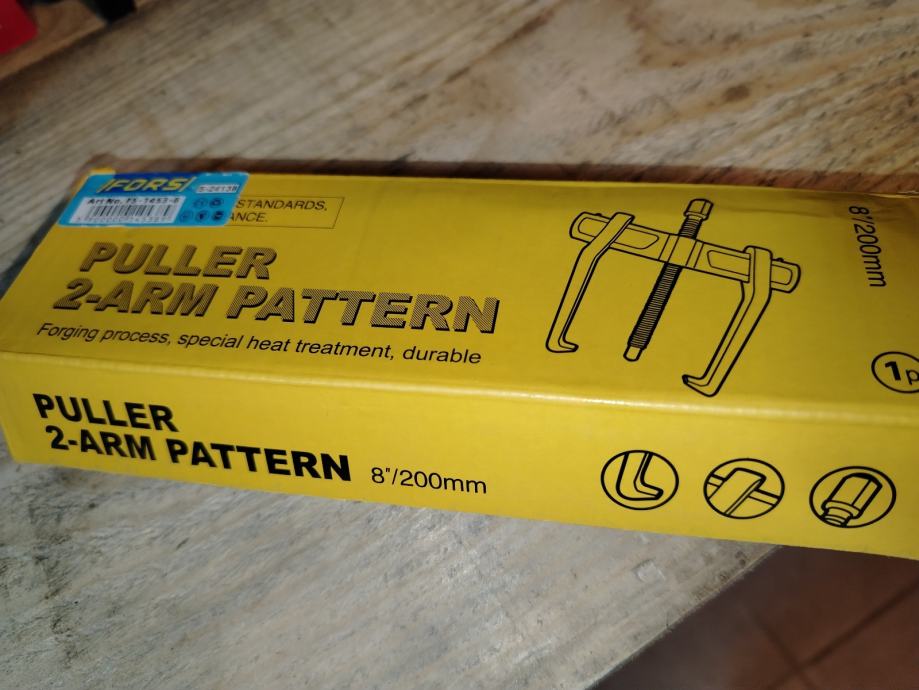 FORSI
S-24138
STANDARDS,
ANCE.
PULLER
2-ARM PATTERN
Forging process, special heat treatment, durable
8"/200mm
PULLER
2-ARM PATTERN 8"/200mm